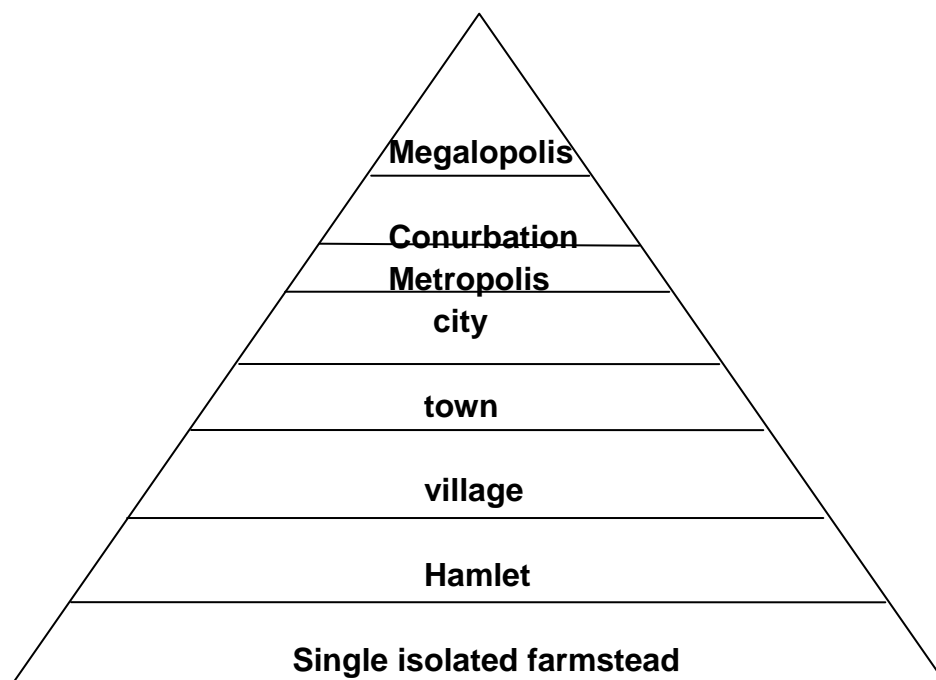 Megalopolis
Conurbation
Metropolis
city
town
village
Hamlet
Single isolated farmstead